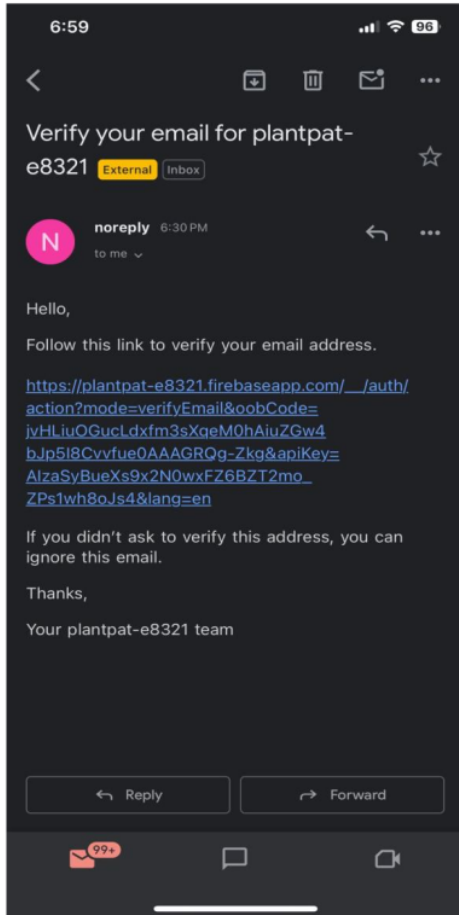 6:59
96
Verify your email for plantpat-
e8321 External Inbox
N
noreply 6:30 PM
to me
Hello,
Follow this link to verify your email address.
https://plantpat-e8321.firebaseapp.com/__/auth/
action?mode=verifyEmail&oobCode=
jvHLiuOGucLdxfm3sXqeM0hAiuZGw4
bJp5I8Cvvfue0AAAGRQg-Zkg&apiKey=
AIzaSyBueXs9x2N0wxFZ6BZT2mo_
ZPs1wh8oJs4&lang=en
If you didn't ask to verify this address, you can
ignore this email.
Thanks,
Your plantpat-e8321 team
Reply
Forward
99+